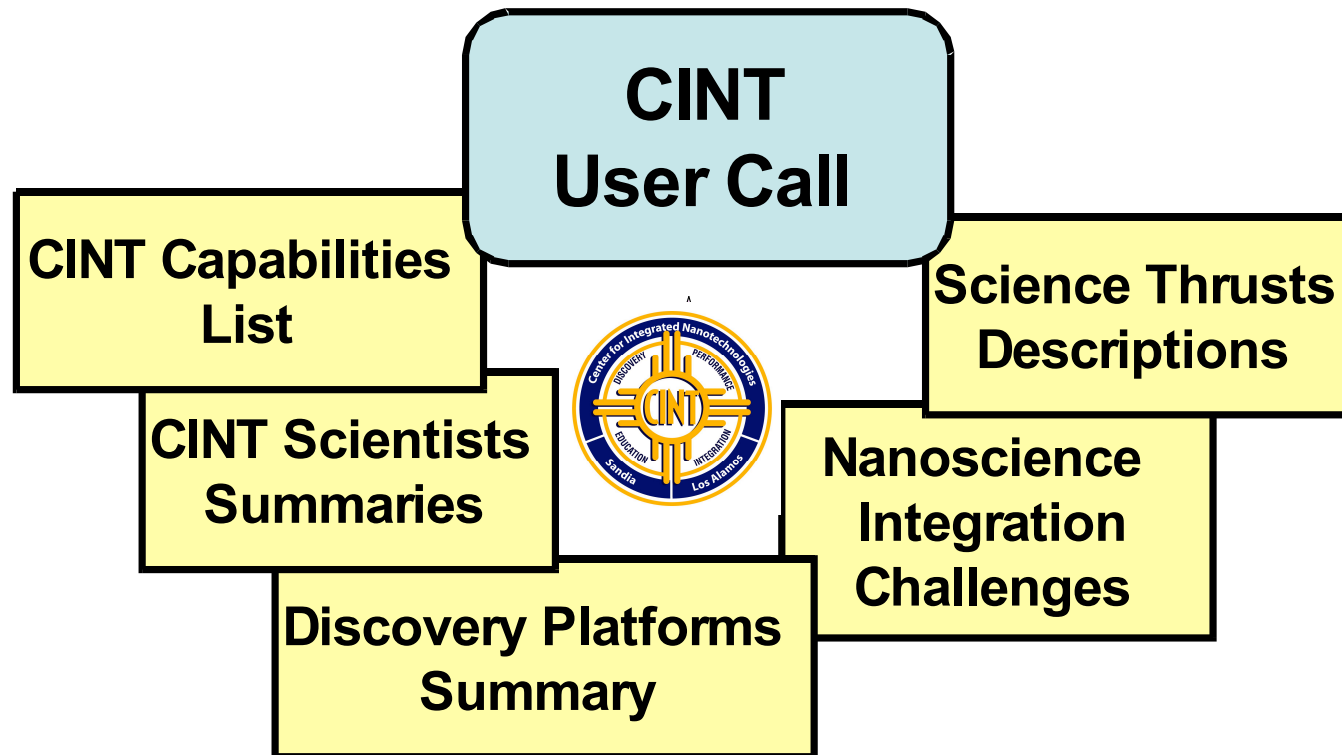 CINT
User Call
CINT Capabilities
List
Science Thrusts
Descriptions
Center for Integrated Nanotechnologies
DISCOVERY
PERFORMANCE
CINT
EDUCATION
INTEGRATION
Sandia
Los Alamos
CINT Scientists
Summaries
Nanoscience
Integration
Challenges
Discovery Platforms
Summary